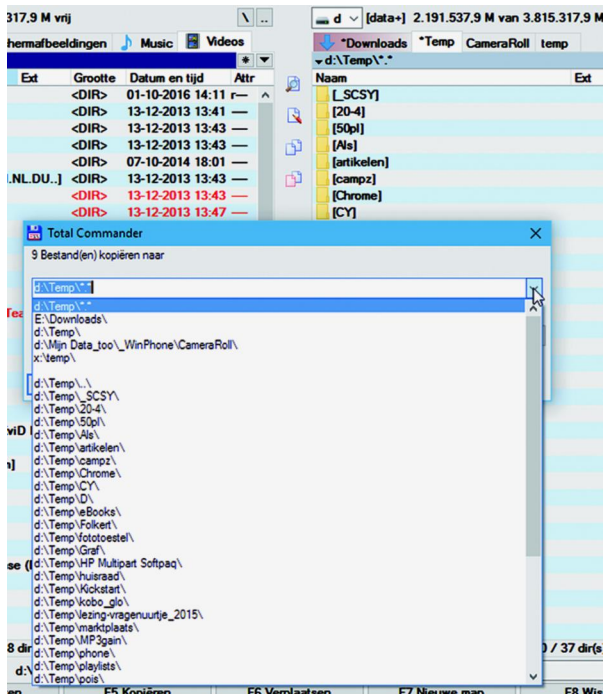 317,9 M vrij \ ..
d [data+] 2.191.537,9 M van 3.815.317,9 M
hermafbeeldingen Music Videos
*Downloads *Temp CameraRoll temp
* ▼
▾d:\Temp\*.*
Ext Grootte Datum en tijd Attr
Naam Ext
<DIR> 01-10-2016 14:11 r—
[_SCSY]
<DIR> 13-12-2013 13:41 —
[20-4]
<DIR> 13-12-2013 13:43 —
[50pl]
<DIR> 13-12-2013 13:43 —
[Als]
<DIR> 07-10-2014 18:01 —
[artikelen]
.NL.DU..] <DIR> 13-12-2013 13:43 —
[campz]
<DIR> 13-12-2013 13:43 —
[Chrome]
<DIR> 13-12-2013 13:47 —
[CY]
Total Commander
9 Bestand(en) kopiëren naar
d:\Temp\*.*
d:\Temp\*.*
E:\Downloads\
d:\Temp\
d:\Mijn Data_too\_WinPhone\CameraRoll\
x:\temp\
d:\Temp\..\
d:\Temp\_SCSY\
d:\Temp\20-4\
d:\Temp\50pl\
d:\Temp\Als\
d:\Temp\artikelen\
d:\Temp\campz\
d:\Temp\Chrome\
d:\Temp\CY\
d:\Temp\D\
d:\Temp\eBooks\
d:\Temp\Folkert\
d:\Temp\fototoestel\
d:\Temp\Graf\
d:\Temp\HP Multipart Softpaq\
d:\Temp\huisraad\
d:\Temp\Kickstart\
d:\Temp\kobo_glo\
d:\Temp\lezing-vragenuurtje_2015\
d:\Temp\marktplaats\
d:\Temp\MP3gain\
d:\Temp\phone\
d:\Temp\playlists\
d:\Temp\pois\
8 dir
/ 37 dir(s
d:\
F5 Kopiëren F6 Verplaatsen F7 Nieuwe map F8 Wis